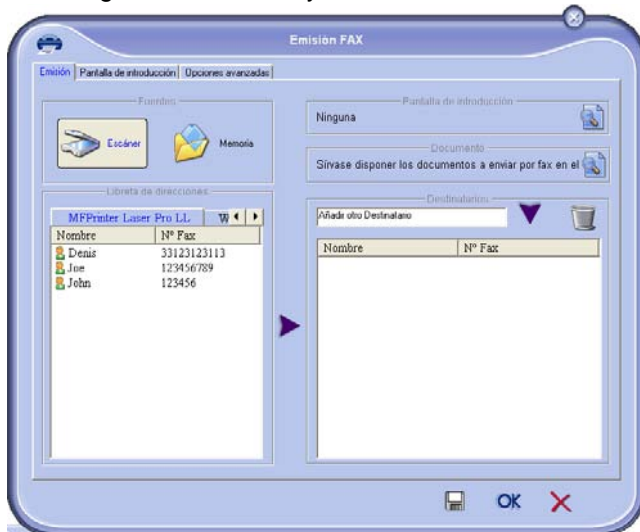 Emisión FAX
Emisión Pantalla de introducción Opciones avanzadas
Fuentes
Escáner Memoria
Pantalla de introducción
Ninguna
Documento
Sírvase disponer los documentos a enviar por fax en el
Libreta de direcciones
MFPrinter Laser Pro LL W
Nombre Nº Fax
Denis 33123123113
Joe 123456789
John 123456
Destinatarios
Añadir otro Destinatario
Nombre Nº Fax
OK